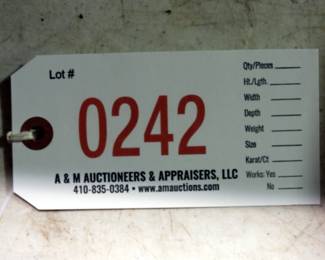 Lot #
0242
A & M AUCTIONEERS & APPRAISERS, LLC
410-835-0384 • www.amauctions.com
Qty/Pieces
Ht./Lgth.
Width
Depth
Weight
Size
Karat/Ct
Works: Yes
No